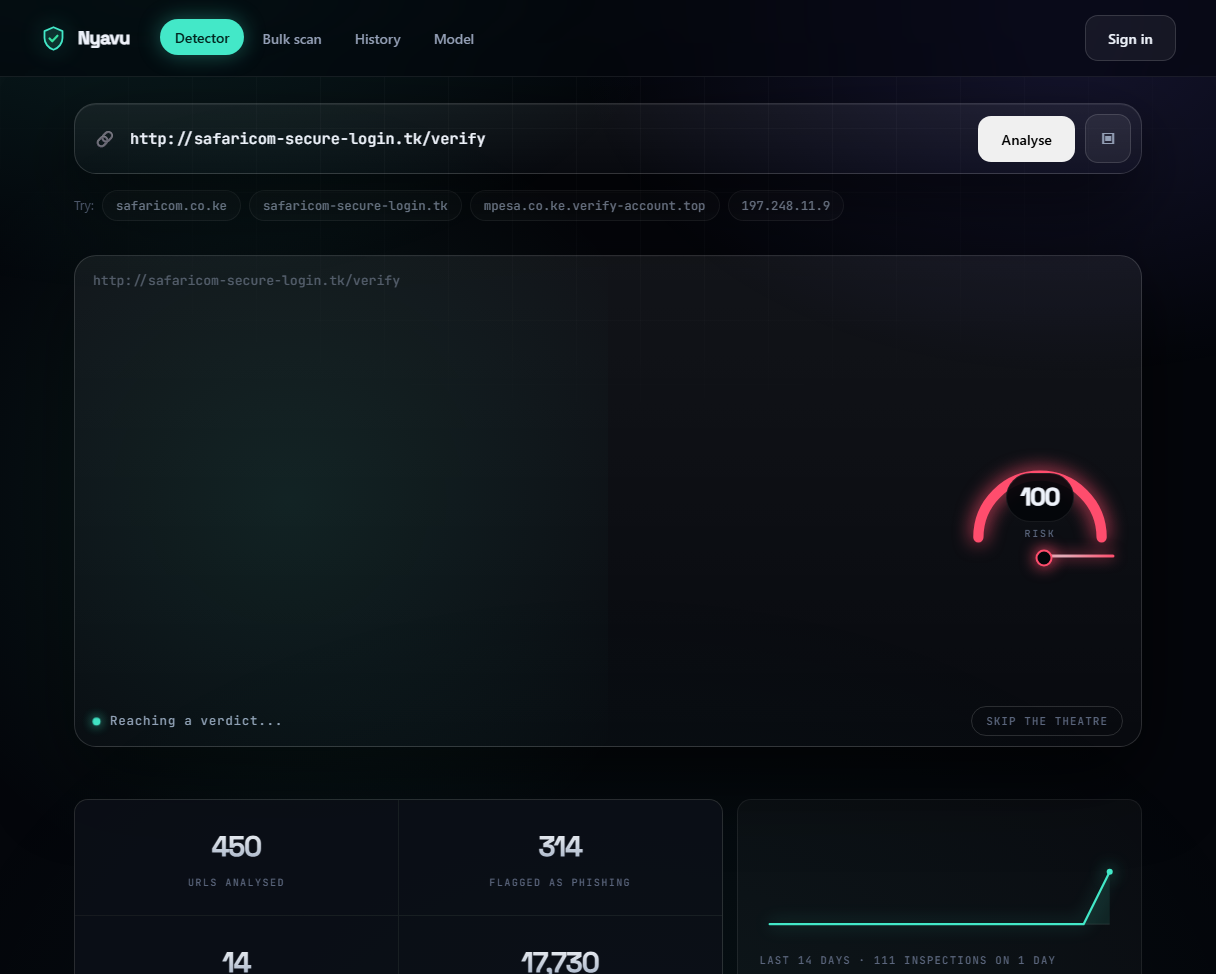 Nyavu
Detector Bulk scan History Model
Sign in
http://safaricom-secure-login.tk/verify
Analyse
Try: safaricom.co.ke safaricom-secure-login.tk mpesa.co.ke.verify-account.top 197.248.11.9
http://safaricom-secure-login.tk/verify
100
RISK
Reaching a verdict...
SKIP THE THEATRE
450
URLS ANALYSED
314
FLAGGED AS PHISHING
14
17,730
LAST 14 DAYS · 111 INSPECTIONS ON 1 DAY